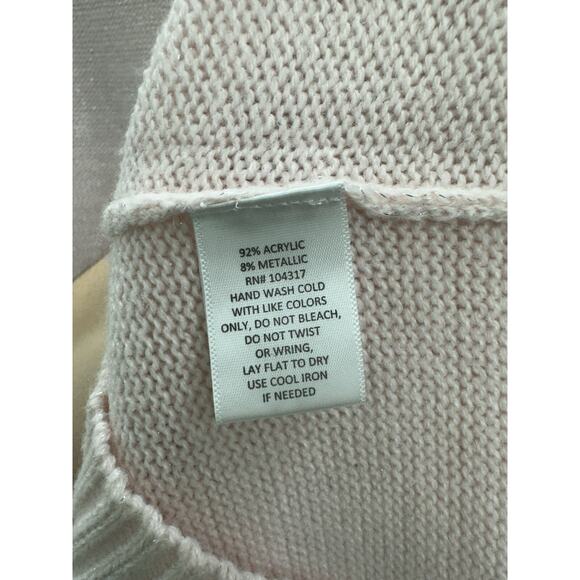 92% ACRYLIC
8% METALLIC
RN# 104317
HAND WASH COLD
WITH LIKE COLORS
ONLY, DO NOT BLEACH,
DO NOT TWIST
OR WRING,
LAY FLAT TO DRY
USE COOL IRON
IF NEEDED